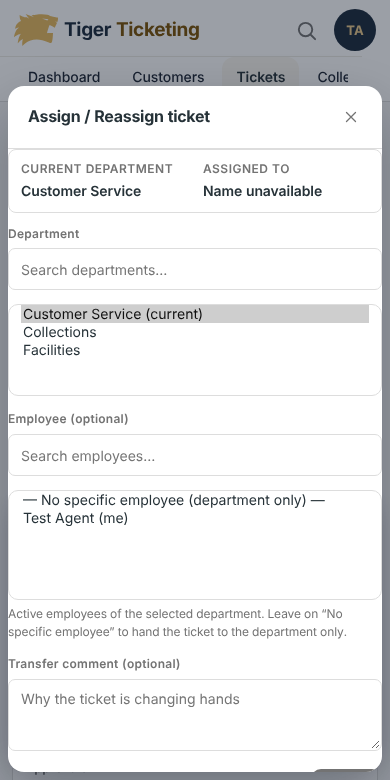 Tiger Ticketing
TA
Dashboard Customers Tickets
Assign / Reassign ticket
CURRENT DEPARTMENT ASSIGNED TO
Customer Service Name unavailable
Department
Search departments...
Customer Service (current)
Collections
Facilities
Employee (optional)
Search employees...
— No specific employee (department only) —
Test Agent (me)
Active employees of the selected department. Leave on “No
specific employee” to hand the ticket to the department only.
Transfer comment (optional)
Why the ticket is changing hands